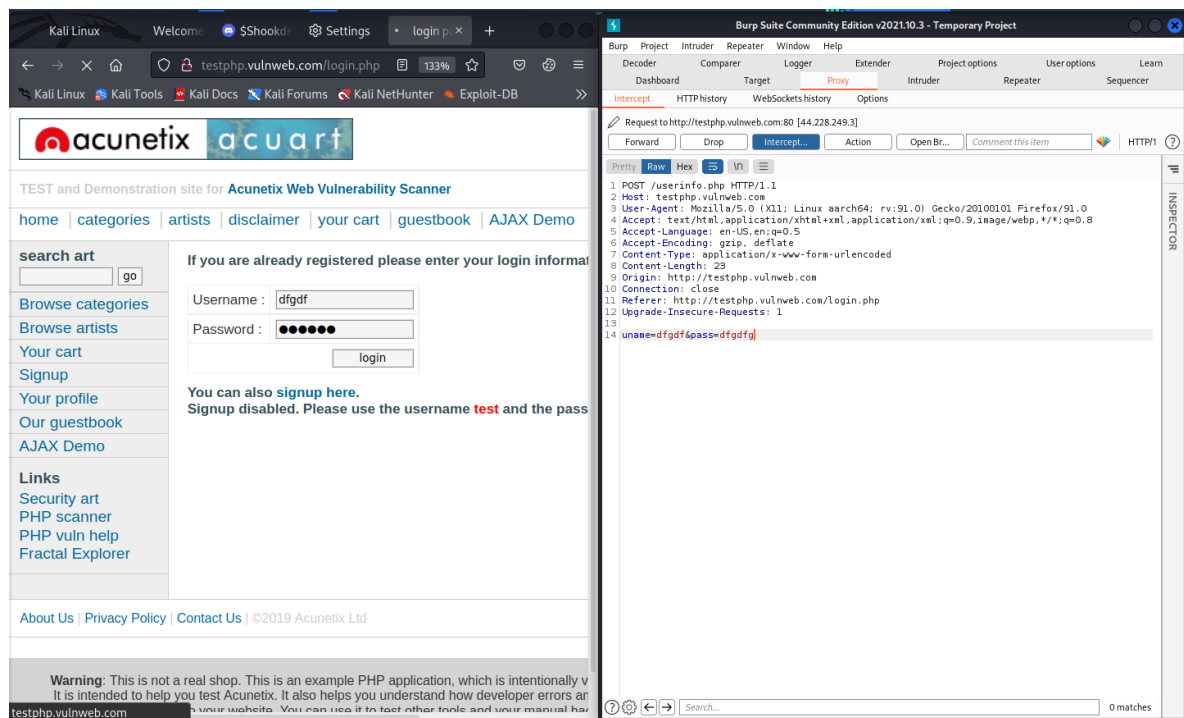 Kali Linux
Welcome
$Shookd
Settings
login p
testphp.vulnweb.com/login.php
133%
Kali Linux
Kali Tools
Kali Docs
Kali Forums
Kali NetHunter
Exploit-DB
acunetix acuart
TEST and Demonstration site for Acunetix Web Vulnerability Scanner
home | categories | artists | disclaimer | your cart | guestbook | AJAX Demo
search art
go
Browse categories
Browse artists
Your cart
Signup
Your profile
Our guestbook
AJAX Demo
Links
Security art
PHP scanner
PHP vuln help
Fractal Explorer
If you are already registered please enter your login informat
Username : dfgdf
Password : ●●●●●●
login
You can also signup here.
Signup disabled. Please use the username test and the pass
About Us | Privacy Policy | Contact Us | ©2019 Acunetix Ltd
Warning: This is not a real shop. This is an example PHP application, which is intentionally v
It is intended to help you test Acunetix. It also helps you understand how developer errors an
your website. You can use it to test other tools and your manual hac
testphp.vulnweb.com
Burp Suite Community Edition v2021.10.3 - Temporary Project
Burp Project Intruder Repeater Window Help
Decoder Comparer Logger Extender Project options User options Learn
Dashboard Target Proxy Intruder Repeater Sequencer
Intercept HTTP history WebSockets history Options
Request to http://testphp.vulnweb.com:80 [44.228.249.3]
Forward Drop Intercept... Action Open Br... Comment this item HTTP/1 ?
Pretty Raw Hex \n
1 POST /userinfo.php HTTP/1.1
2 Host: testphp.vulnweb.com
3 User-Agent: Mozilla/5.0 (X11; Linux aarch64; rv:91.0) Gecko/20100101 Firefox/91.0
4 Accept: text/html,application/xhtml+xml,application/xml;q=0.9,image/webp,*/*;q=0.8
5 Accept-Language: en-US,en;q=0.5
6 Accept-Encoding: gzip, deflate
7 Content-Type: application/x-www-form-urlencoded
8 Content-Length: 23
9 Origin: http://testphp.vulnweb.com
10 Connection: close
11 Referer: http://testphp.vulnweb.com/login.php
12 Upgrade-Insecure-Requests: 1
13
14 uname=dfgdf&pass=dfgdfg
INSPECTOR
Search...
0 matches